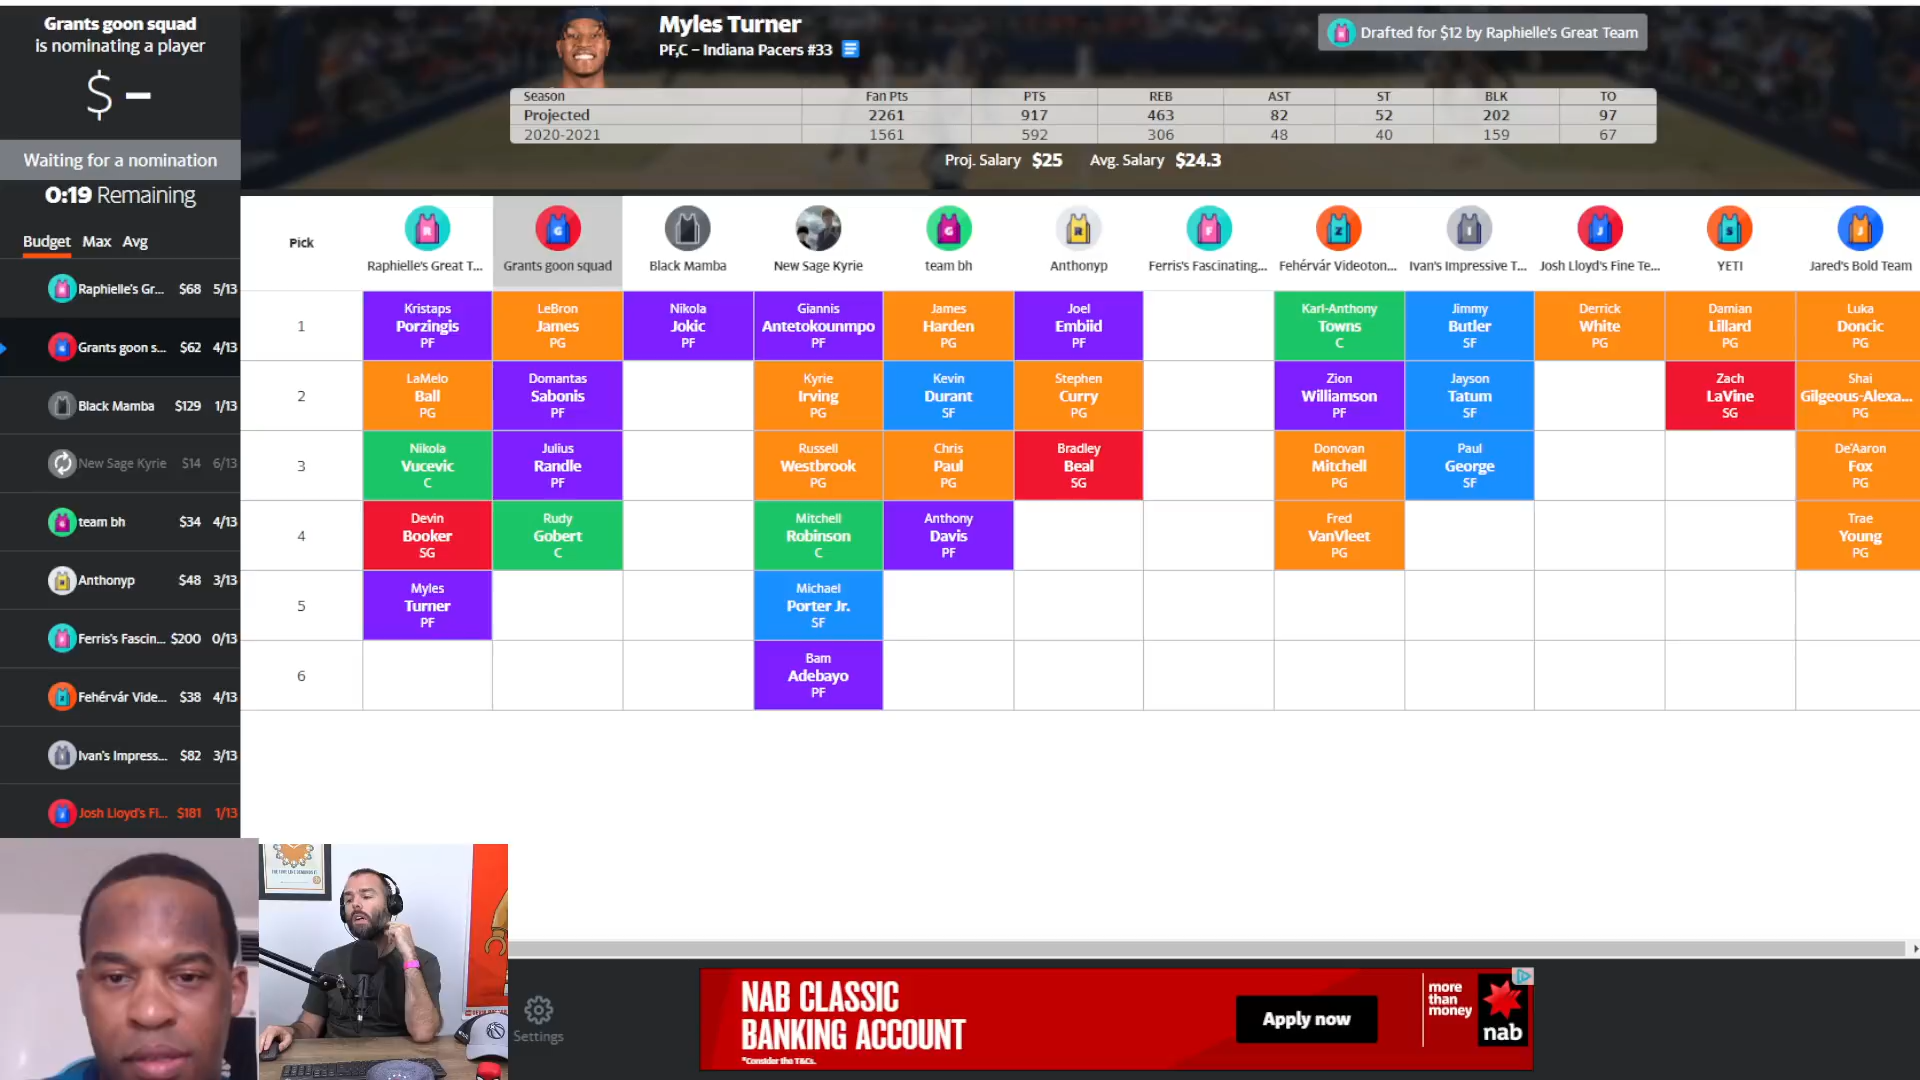 Grants goon squad
is nominating a player
$ –
Waiting for a nomination
0:19 Remaining
Budget Max Avg
Raphielle's Gr... $68 5/13
Grants goon s... $62 4/13
Black Mamba $129 1/13
New Sage Kyrie $14 6/13
team bh $34 4/13
Anthonyp $48 3/13
Ferris's Fascin... $200 0/13
Fehérvár Vide... $38 4/13
Ivan's Impress... $82 3/13
Josh Lloyd's Fi... $181 1/13
Myles Turner
PF,C – Indiana Pacers #33
Drafted for $12 by Raphielle's Great Team
Season Fan Pts PTS REB AST ST BLK TO
Projected 2261 917 463 82 52 202 97
2020-2021 1561 592 306 48 40 159 67
Proj. Salary $25 Avg. Salary $24.3
R G G R F Z I J S J
Pick Raphielle's Great T... Grants goon squad Black Mamba New Sage Kyrie team bh Anthonyp Ferris's Fascinating... Fehérvár Videoton... Ivan's Impressive T... Josh Lloyd's Fine Te... YETI Jared's Bold Team
Kristaps LeBron Nikola Giannis James Joel Karl-Anthony Jimmy Derrick Damian Luka
1 Porzingis James Jokic Antetokounmpo Harden Embiid Towns Butler White Lillard Doncic
PF PG PF PF PG PF C SF PG PG PG
LaMelo Domantas Kyrie Kevin Stephen Zion Jayson Zach Shai
2 Ball Sabonis Irving Durant Curry Williamson Tatum LaVine Gilgeous-Alexa...
PG PF PG SF PG PF SF SG PG
Nikola Julius Russell Chris Bradley Donovan Paul De'Aaron
3 Vucevic Randle Westbrook Paul Beal Mitchell George Fox
C PF PG PG SG PG SF PG
Devin Rudy Mitchell Anthony Fred Trae
4 Booker Gobert Robinson Davis VanVleet Young
SG C C PF PG PG
Myles Michael
5 Turner Porter Jr.
PF SF
Bam
6 Adebayo
PF
Settings
NAB CLASSIC
BANKING ACCOUNT
*Consider the T&Cs.
Apply now
more
than
money
nab